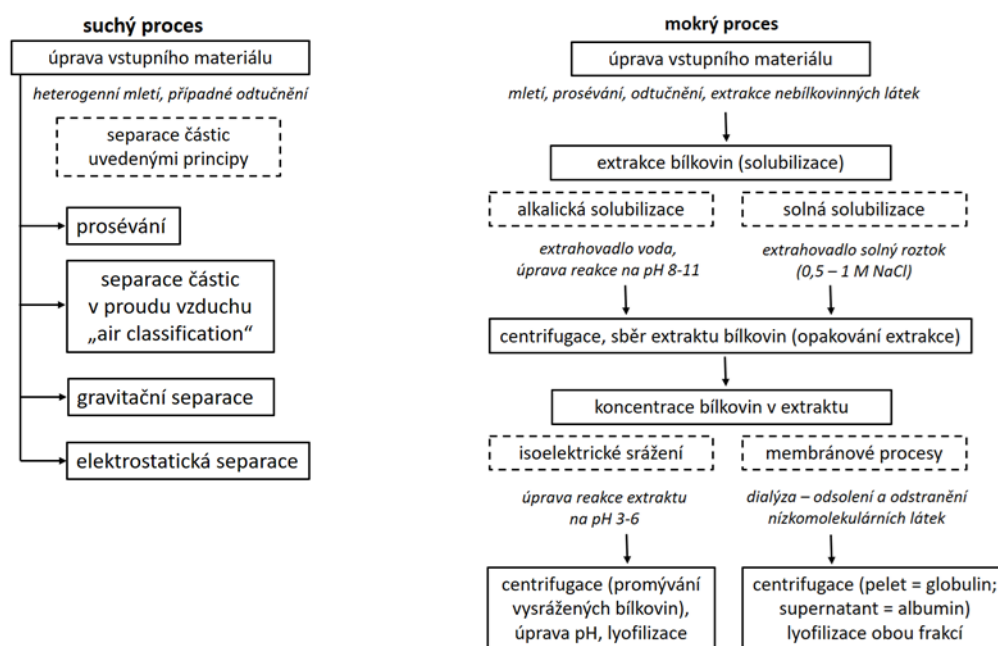 suchý proces
úprava vstupního materiálu
heterogenní mletí, případné odtučnění
separace částic
uvedenými principy
prosévání
separace částic
v proudu vzduchu
„air classification“
gravitační separace
elektrostatická separace
mokrý proces
úprava vstupního materiálu
mletí, prosévání, odtučnění, extrakce nebílkovinných látek
extrakce bílkovin (solubilizace)
alkalická solubilizace
extrahovadlo voda,
úprava reakce na pH 8-11
solná solubilizace
extrahovadlo solný roztok
(0,5 – 1 M NaCl)
centrifugace, sběr extraktu bílkovin (opakování extrakce)
koncentrace bílkovin v extraktu
isoelektrické srážení
úprava reakce extraktu
na pH 3-6
centrifugace (promývání
vysrážených bílkovin),
úprava pH, lyofilizace
membránové procesy
dialýza – odsolení a odstranění
nízkomolekulárních látek
centrifugace (pelet = globulin;
supernatant = albumin)
lyofilizace obou frakcí